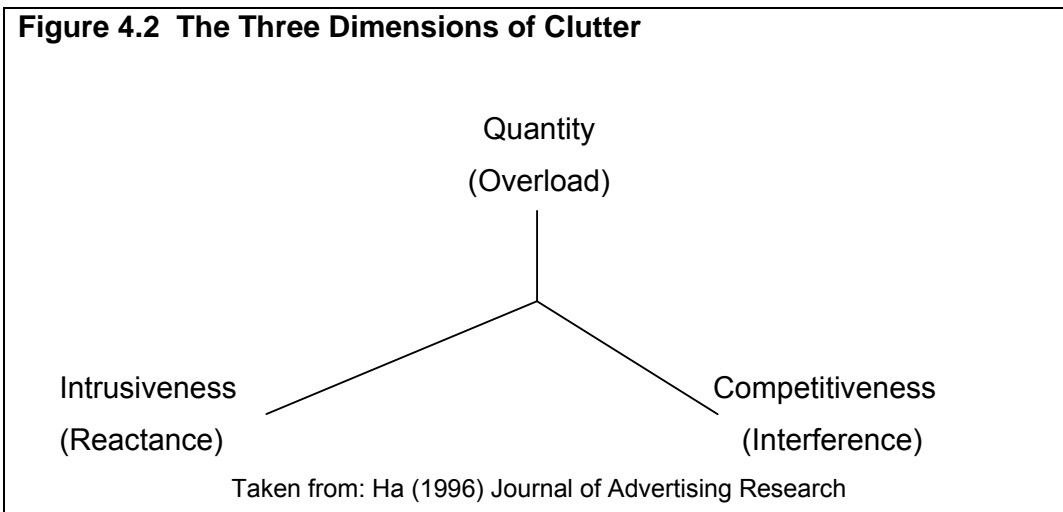 Figure 4.2  The Three Dimensions of Clutter
Quantity
(Overload)
Intrusiveness
(Reactance)
Competitiveness
(Interference)
Taken from: Ha (1996) Journal of Advertising Research